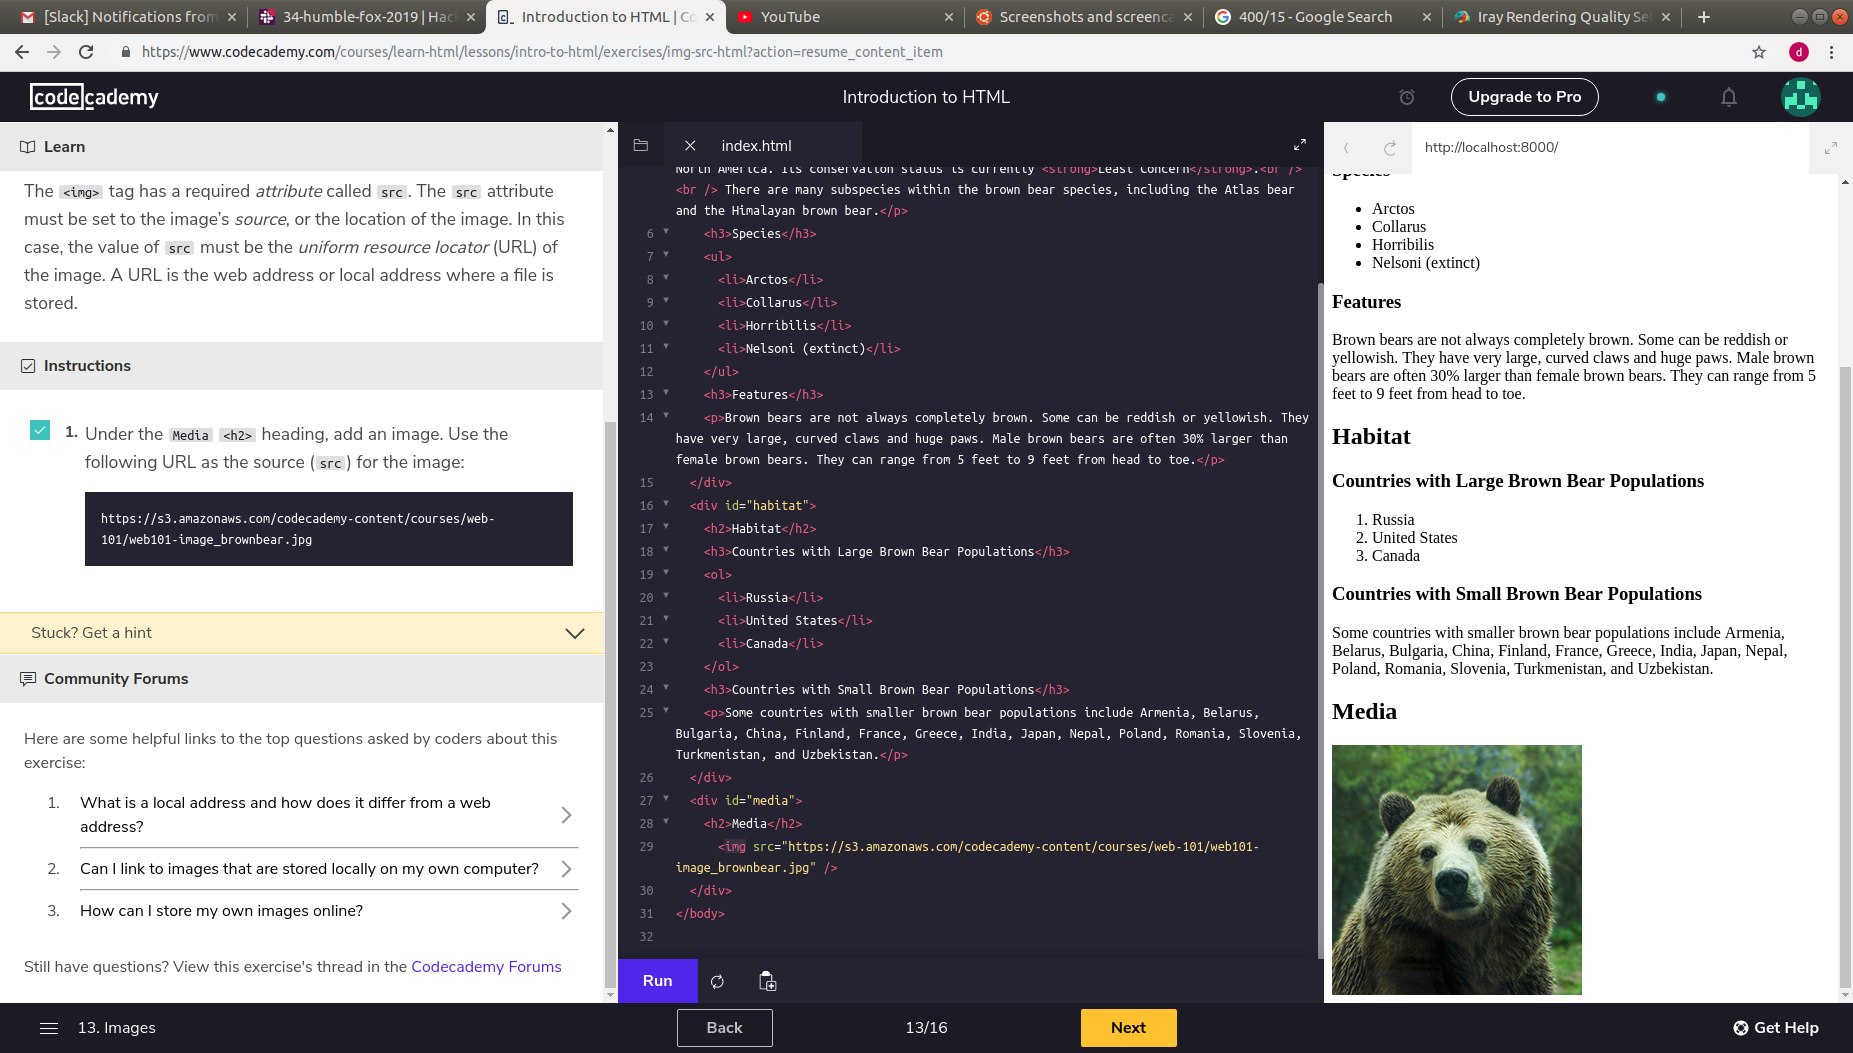 [Slack] Notifications from
34-humble-fox-2019 | Hac
Introduction to HTML | Co
YouTube
Screenshots and screenca
400/15 - Google Search
Iray Rendering Quality Se
https://www.codecademy.com/courses/learn-html/lessons/intro-to-html/exercises/img-src-html?action=resume_content_item
d
codecademy
Introduction to HTML
Upgrade to Pro
Learn
The <img> tag has a required attribute called src. The src attribute
must be set to the image's source, or the location of the image. In this
case, the value of src must be the uniform resource locator (URL) of
the image. A URL is the web address or local address where a file is
stored.
Instructions
1. Under the Media <h2> heading, add an image. Use the
following URL as the source (src) for the image:
https://s3.amazonaws.com/codecademy-content/courses/web-
101/web101-image_brownbear.jpg
Stuck? Get a hint
Community Forums
Here are some helpful links to the top questions asked by coders about this
exercise:
1. What is a local address and how does it differ from a web
address?
2. Can I link to images that are stored locally on my own computer?
3. How can I store my own images online?
Still have questions? View this exercise's thread in the Codecademy Forums
index.html
North America. Its conservation status is currently <strong>Least Concern</strong>.<br />
<br /> There are many subspecies within the brown bear species, including the Atlas bear
and the Himalayan brown bear.</p>
6 <h3>Species</h3>
7 <ul>
8 <li>Arctos</li>
9 <li>Collarus</li>
10 <li>Horribilis</li>
11 <li>Nelsoni (extinct)</li>
12 </ul>
13 <h3>Features</h3>
14 <p>Brown bears are not always completely brown. Some can be reddish or yellowish. They
have very large, curved claws and huge paws. Male brown bears are often 30% larger than
female brown bears. They can range from 5 feet to 9 feet from head to toe.</p>
15 </div>
16 <div id="habitat">
17 <h2>Habitat</h2>
18 <h3>Countries with Large Brown Bear Populations</h3>
19 <ol>
20 <li>Russia</li>
21 <li>United States</li>
22 <li>Canada</li>
23 </ol>
24 <h3>Countries with Small Brown Bear Populations</h3>
25 <p>Some countries with smaller brown bear populations include Armenia, Belarus,
Bulgaria, China, Finland, France, Greece, India, Japan, Nepal, Poland, Romania, Slovenia,
Turkmenistan, and Uzbekistan.</p>
26 </div>
27 <div id="media">
28 <h2>Media</h2>
29 <img src="https://s3.amazonaws.com/codecademy-content/courses/web-101/web101-
image_brownbear.jpg" />
30 </div>
31 </body>
32
Run
http://localhost:8000/
Species
Arctos
Collarus
Horribilis
Nelsoni (extinct)
Features
Brown bears are not always completely brown. Some can be reddish or
yellowish. They have very large, curved claws and huge paws. Male brown
bears are often 30% larger than female brown bears. They can range from 5
feet to 9 feet from head to toe.
Habitat
Countries with Large Brown Bear Populations
1. Russia
2. United States
3. Canada
Countries with Small Brown Bear Populations
Some countries with smaller brown bear populations include Armenia,
Belarus, Bulgaria, China, Finland, France, Greece, India, Japan, Nepal,
Poland, Romania, Slovenia, Turkmenistan, and Uzbekistan.
Media
13. Images
Back
13/16
Next
Get Help